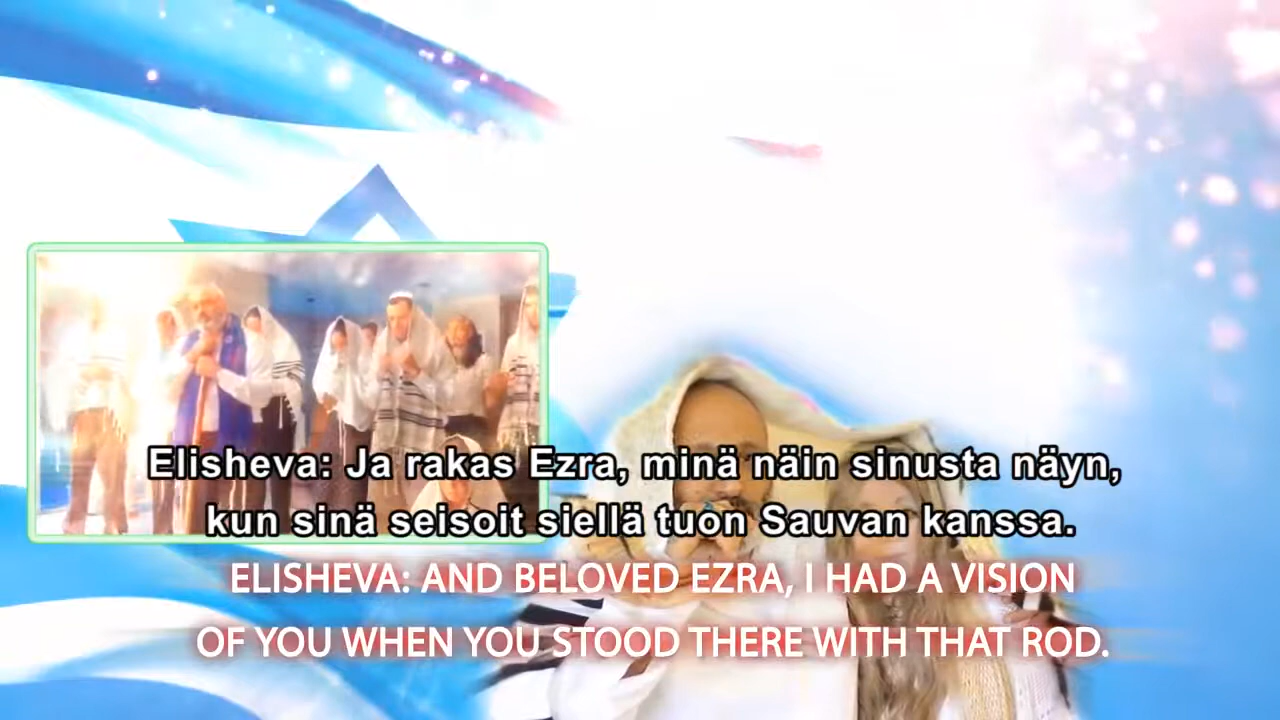 Elisheva: Ja rakas Ezra, minä näin sinusta näyn,
kun sinä seisoit siellä tuon Sauvan kanssa.
ELISHEVA: AND BELOVED EZRA, I HAD A VISION
OF YOU WHEN YOU STOOD THERE WITH THAT ROD.